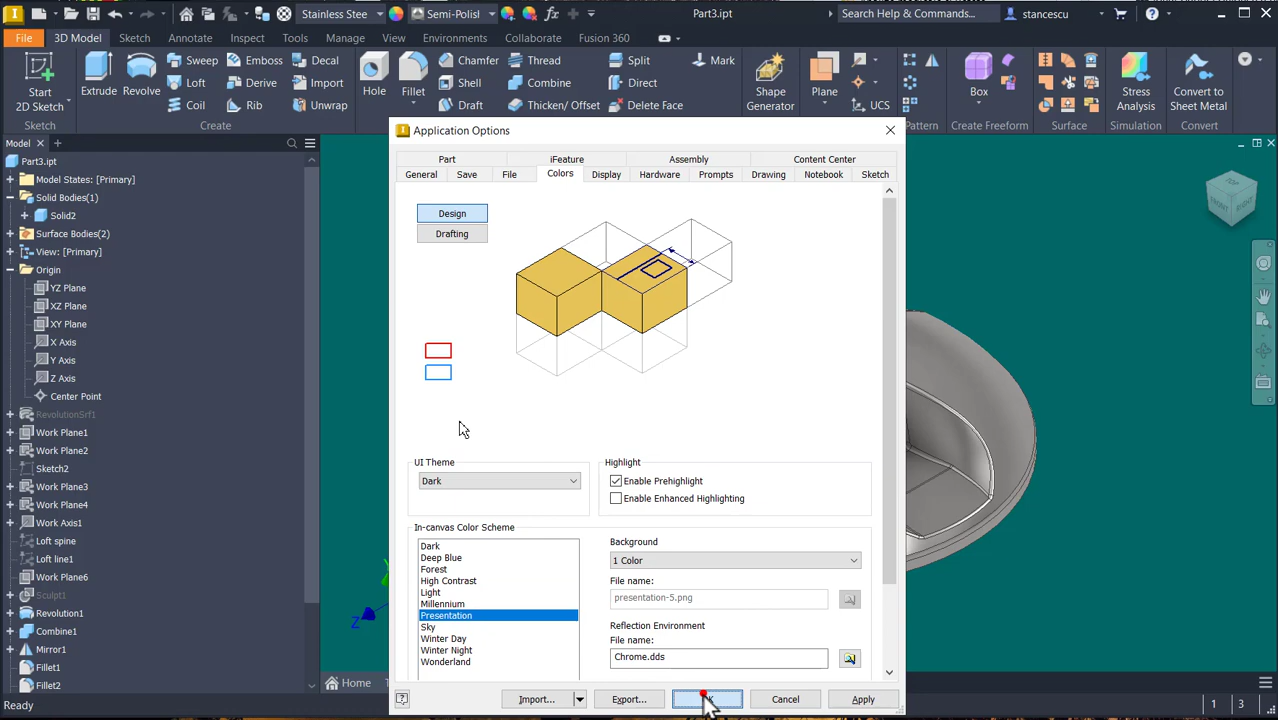 Stainless Stee
Semi-Polisl
Part3.ipt
Search Help & Commands...
stancescu
File
3D Model
Sketch
Annotate
Inspect
Tools
Manage
View
Environments
Collaborate
Fusion 360
Start
2D Sketch
Extrude
Revolve
Sweep
Loft
Coil
Emboss
Derive
Rib
Decal
Import
Unwrap
Hole
Fillet
Chamfer
Shell
Draft
Thread
Combine
Thicken/ Offset
Split
Direct
Delete Face
Mark
Shape
Generator
Plane
UCS
Box
Stress
Analysis
Convert to
Sheet Metal
Sketch
Create
Pattern
Create Freeform
Surface
Simulation
Convert
Model
Part3.ipt
Model States: [Primary]
Solid Bodies(1)
Solid2
Surface Bodies(2)
View: [Primary]
Origin
YZ Plane
XZ Plane
XY Plane
X Axis
Y Axis
Z Axis
Center Point
RevolutionSrf1
Work Plane1
Work Plane2
Sketch2
Work Plane3
Work Plane4
Work Axis1
Loft spine
Loft line1
Work Plane6
Sculpt1
Revolution1
Combine1
Mirror1
Fillet1
Fillet2
Application Options
Part
iFeature
Assembly
Content Center
General
Save
File
Colors
Display
Hardware
Prompts
Drawing
Notebook
Sketch
Design
Drafting
UI Theme
Dark
Highlight
Enable Prehighlight
Enable Enhanced Highlighting
In-canvas Color Scheme
Dark
Deep Blue
Forest
High Contrast
Light
Millennium
Presentation
Sky
Winter Day
Winter Night
Wonderland
Background
1 Color
File name:
presentation-5.png
Reflection Environment
File name:
Chrome.dds
Import...
Export...
Cancel
Apply
FRONT
RIGHT
Z
Home
Ready
1
3